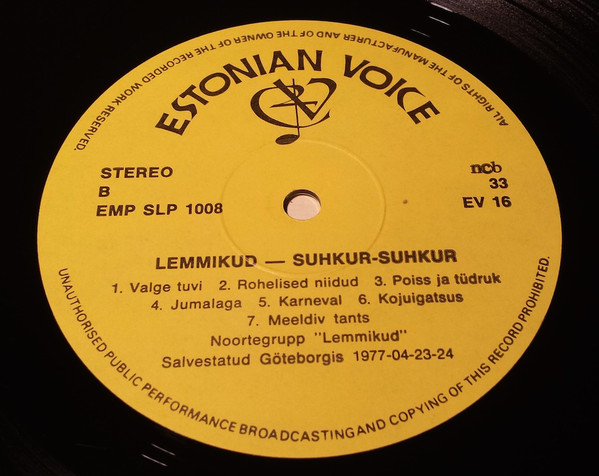 ALL RIGHTS OF THE MANUFACTURER AND OF THE OWNER OF THE RECORDED WORK RESERVED.
ESTONIAN VOICE
STEREO
B
EMP SLP 1008
ncb
33
EV 16
LEMMIKUD — SUHKUR-SUHKUR
1. Valge tuvi 2. Rohelised niidud 3. Poiss ja tüdruk
4. Jumalaga 5. Karneval 6. Kojuigatsus
7. Meeldiv tants
Noortegrupp "Lemmikud"
Salvestatud Göteborgis 1977-04-23-24
UNAUTHORISED PUBLIC PERFORMANCE BROADCASTING AND COPYING OF THIS RECORD PROHIBITED.